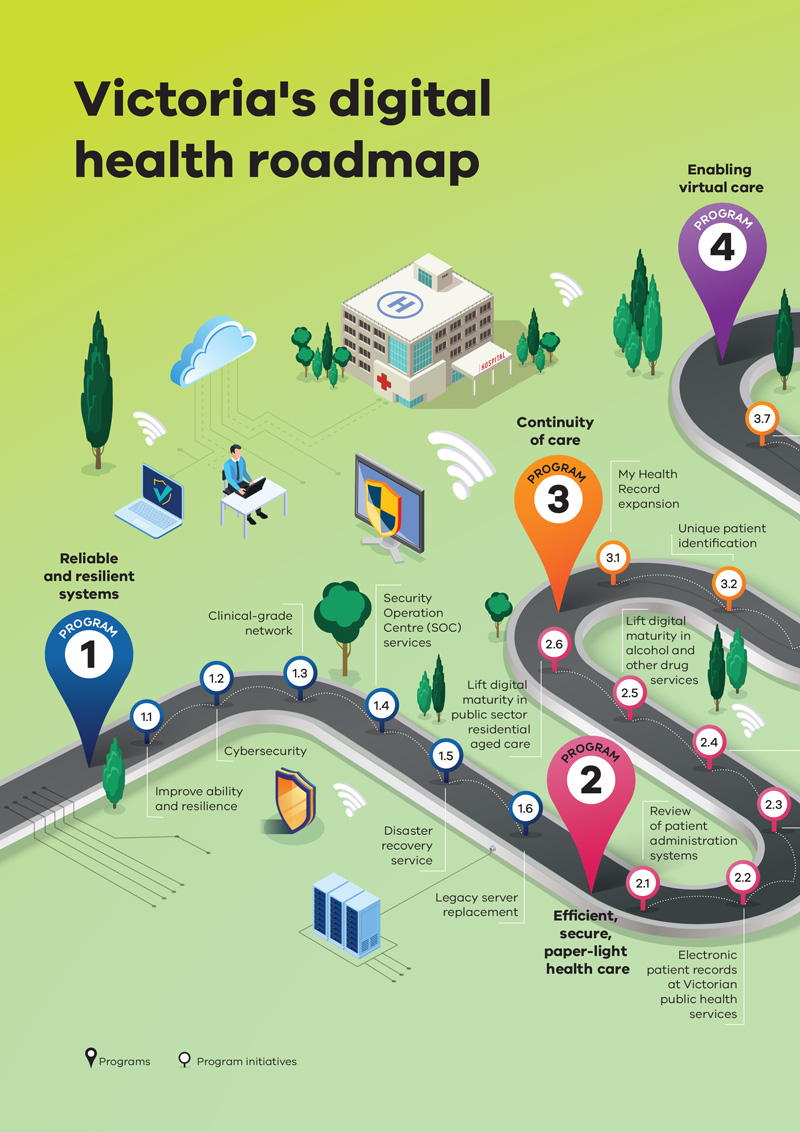 Victoria's digital
health roadmap
Enabling
virtual care
PROGRAM
4
3.7
H
HOSPITAL
Continuity
of care
PROGRAM
3
My Health
Record
expansion
Unique patient
identification
3.1
3.2
Reliable
and resilient
systems
PROGRAM
1
1.1
1.2
1.3
1.4
1.5
1.6
Clinical-grade
network
Security
Operation
Centre (SOC)
services
Cybersecurity
Improve ability
and resilience
Disaster
recovery
service
Legacy server
replacement
2.6
Lift digital
maturity in
alcohol and
other drug
services
2.5
Lift digital
maturity in
public sector
residential
aged care
2.4
2.3
PROGRAM
2
Efficient,
secure,
paper-light
health care
Review
of patient
administration
systems
2.1
2.2
Electronic
patient records
at Victorian
public health
services
Programs
Program initiatives